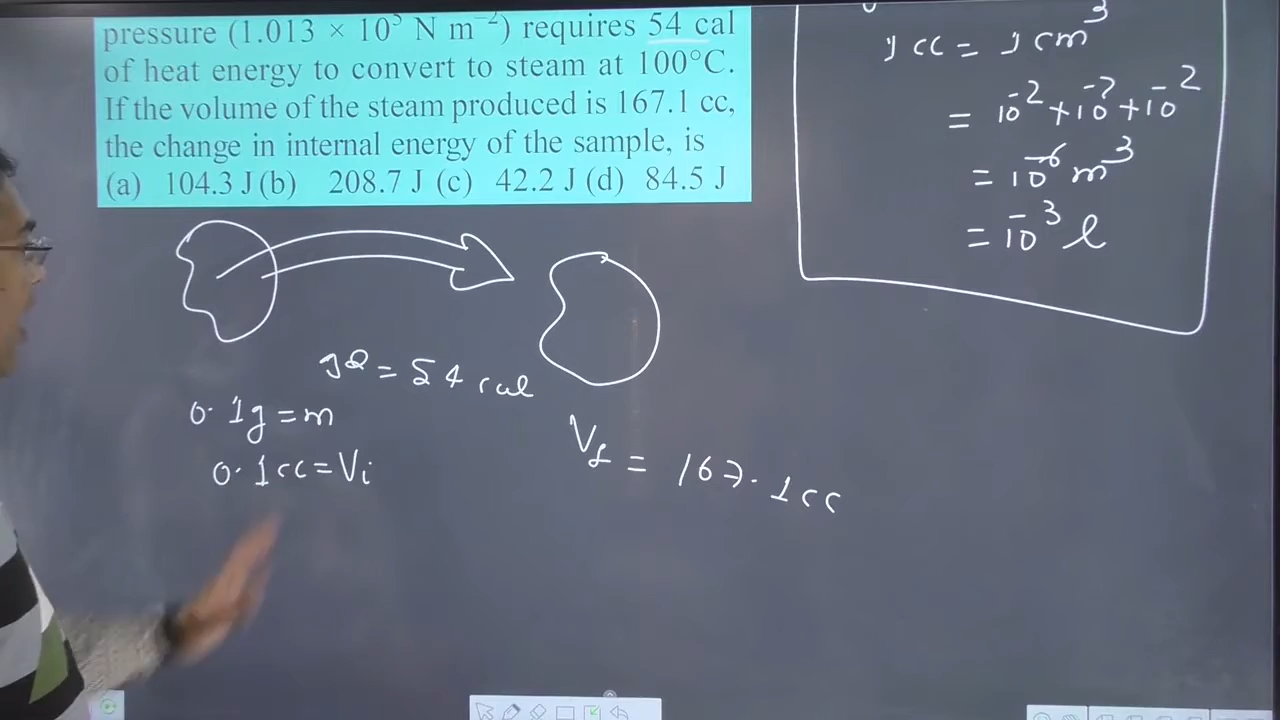 pressure (1.013 × 10⁵ N m⁻²) requires 54 cal
of heat energy to convert to steam at 100°C.
If the volume of the steam produced is 167.1 cc,
the change in internal energy of the sample, is
(a) 104.3 J (b) 208.7 J (c) 42.2 J (d) 84.5 J
1 cc = 1 cm³
= 10⁻² + 10⁻² + 10⁻²
= 10⁻⁶ m³
= 10⁻³ l
= 54 cal
0.1g = m
0.1cc = Vi
Vf = 167.1cc